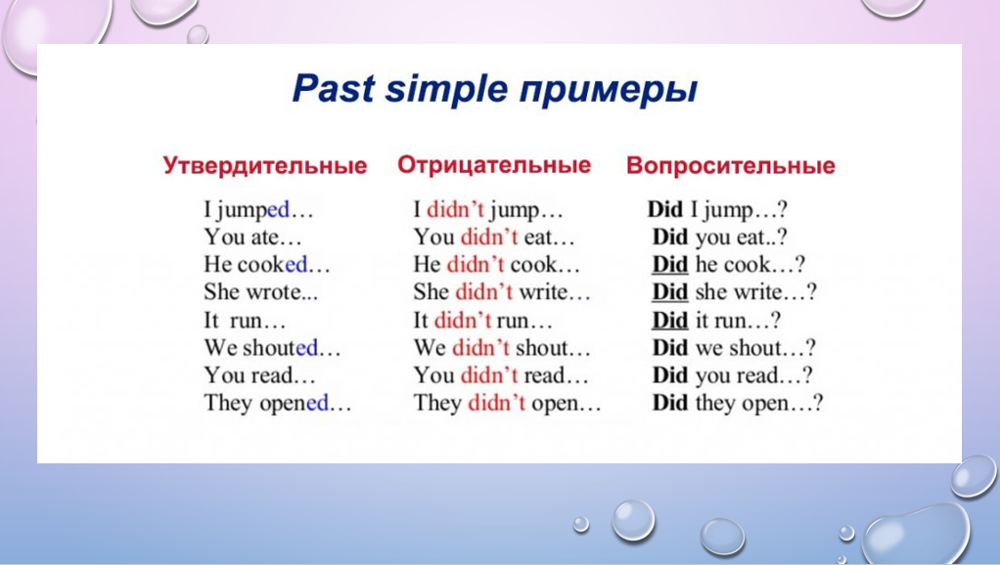 Past simple примеры
Утвердительные Отрицательные Вопросительные
I jumped… I didn’t jump… Did I jump…?
You ate… You didn’t eat… Did you eat..?
He cooked… He didn’t cook… Did he cook…?
She wrote... She didn’t write… Did she write…?
It run… It didn’t run… Did it run…?
We shouted… We didn’t shout… Did we shout…?
You read… You didn’t read… Did you read…?
They opened… They didn’t open… Did they open…?